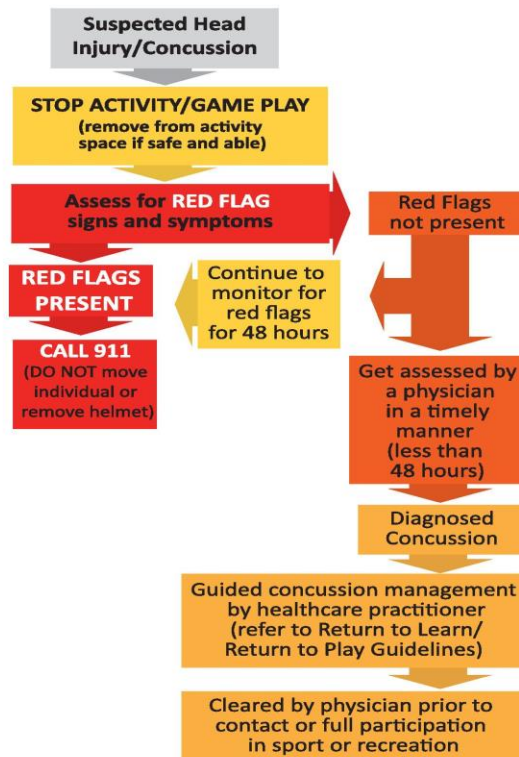 Suspected Head
Injury/Concussion
STOP ACTIVITY/GAME PLAY
(remove from activity
space if safe and able)
Assess for RED FLAG
signs and symptoms
Red Flags
not present
RED FLAGS
PRESENT
Continue to
monitor for
red flags
for 48 hours
CALL 911
(DO NOT move
individual or
remove helmet)
Get assessed by
a physician
in a timely
manner
(less than
48 hours)
Diagnosed
Concussion
Guided concussion management
by healthcare practitioner
(refer to Return to Learn/
Return to Play Guidelines)
Cleared by physician prior to
contact or full participation
in sport or recreation